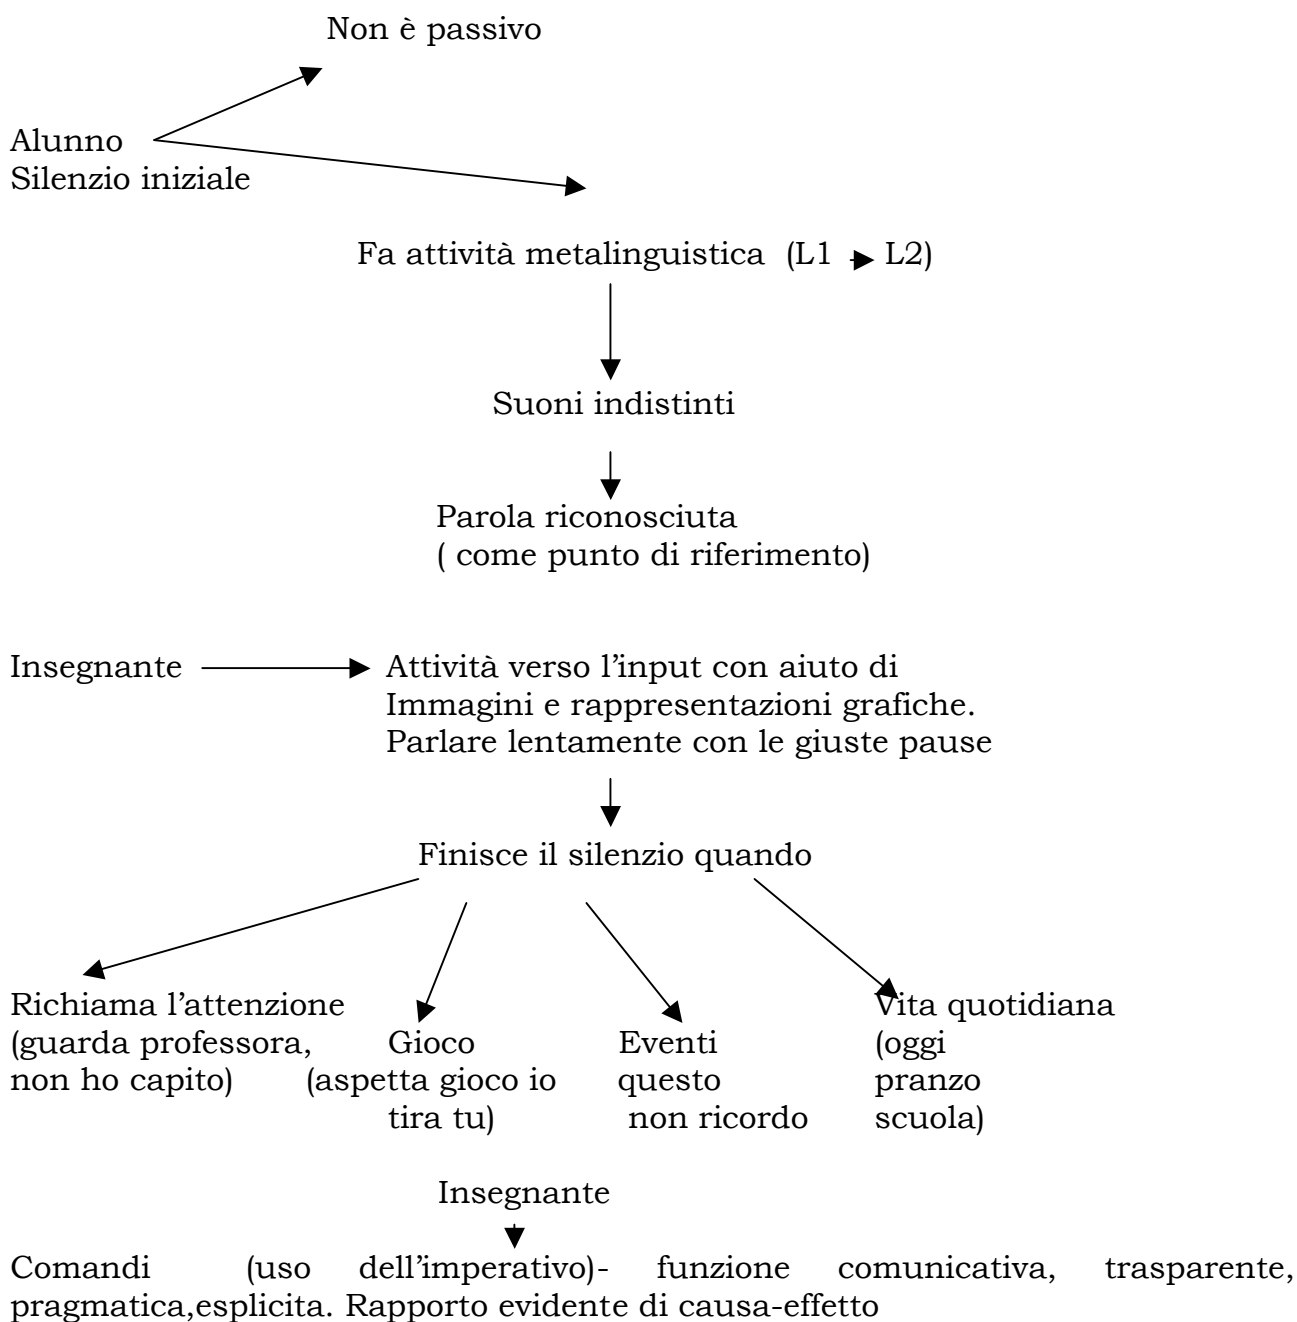 Non è passivo
Alunno
Silenzio iniziale
Fa attività metalinguistica (L1 L2)
Suoni indistinti
Parola riconosciuta
( come punto di riferimento)
Insegnante Attività verso l'input con aiuto di
Immagini e rappresentazioni grafiche.
Parlare lentamente con le giuste pause
Finisce il silenzio quando
Richiama l'attenzione
(guarda professora,
non ho capito)
Gioco
(aspetta gioco io
tira tu)
Eventi
questo
non ricordo
Vita quotidiana
(oggi
pranzo
scuola)
Insegnante
Comandi (uso dell'imperativo)- funzione comunicativa, trasparente,
pragmatica,esplicita. Rapporto evidente di causa-effetto